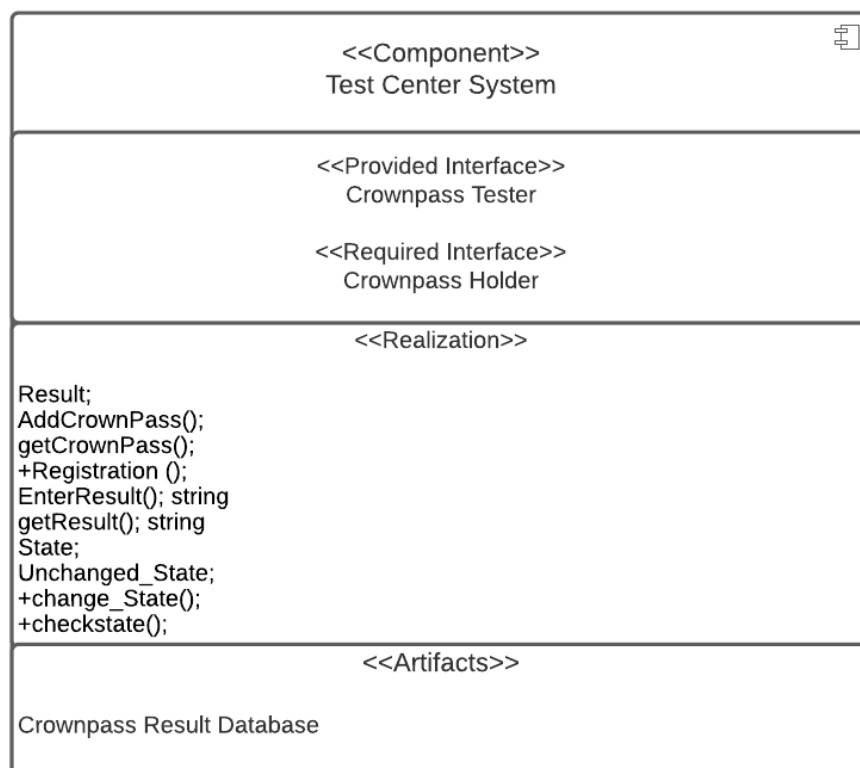 <<Component>>
Test Center System
<<Provided Interface>>
Crownpass Tester
<<Required Interface>>
Crownpass Holder
<<Realization>>
Result;
AddCrownPass();
getCrownPass();
+Registration ();
EnterResult(); string
getResult(); string
State;
Unchanged_State;
+change_State();
+checkstate();
<<Artifacts>>
Crownpass Result Database